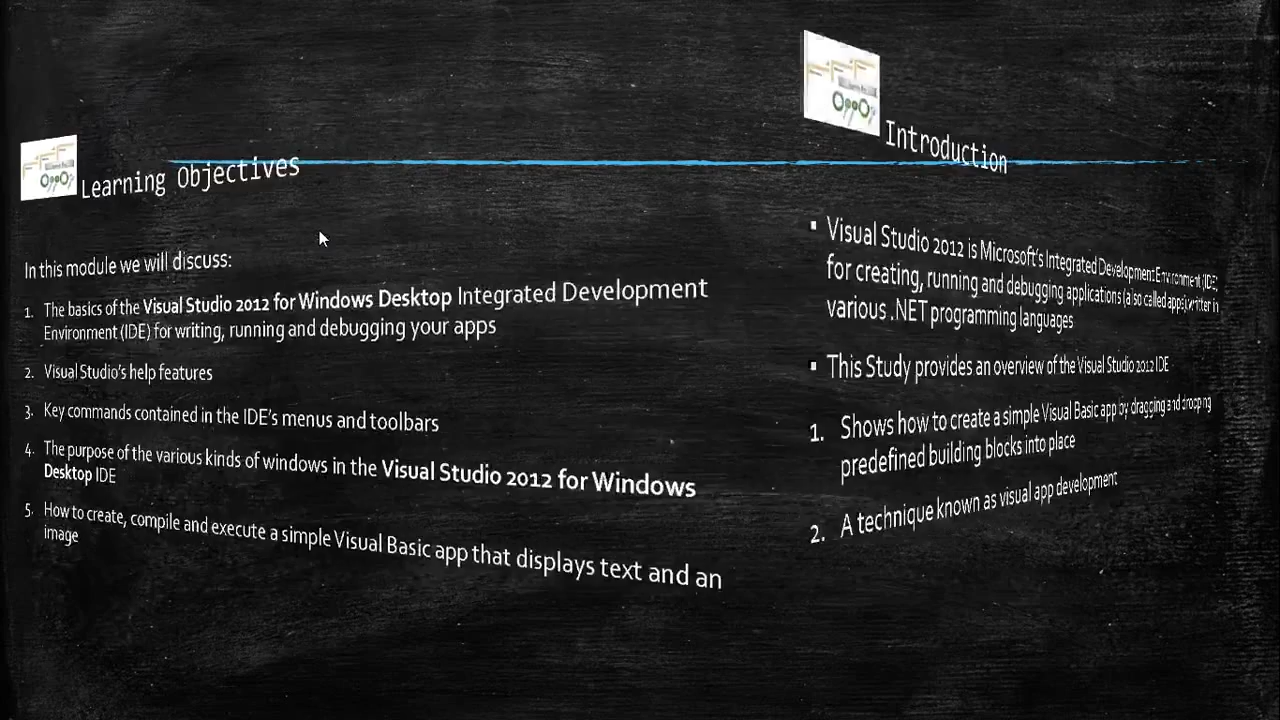 Learning Objectives
In this module we will discuss:
1. The basics of the Visual Studio 2012 for Windows Desktop Integrated Development
Environment (IDE) for writing, running and debugging your apps
2. Visual Studio's help features
3. Key commands contained in the IDE's menus and toolbars
4. The purpose of the various kinds of windows in the Visual Studio 2012 for Windows
Desktop IDE
5. How to create, compile and execute a simple Visual Basic app that displays text and an
image
Introduction
▪ Visual Studio 2012 is Microsoft's Integrated Development Environment (IDE)
for creating, running and debugging applications (also called apps) written in
various .NET programming languages
▪ This Study provides an overview of the Visual Studio 2012 IDE
1. Shows how to create a simple Visual Basic app by dragging and dropping
predefined building blocks into place
2. A technique known as visual app development